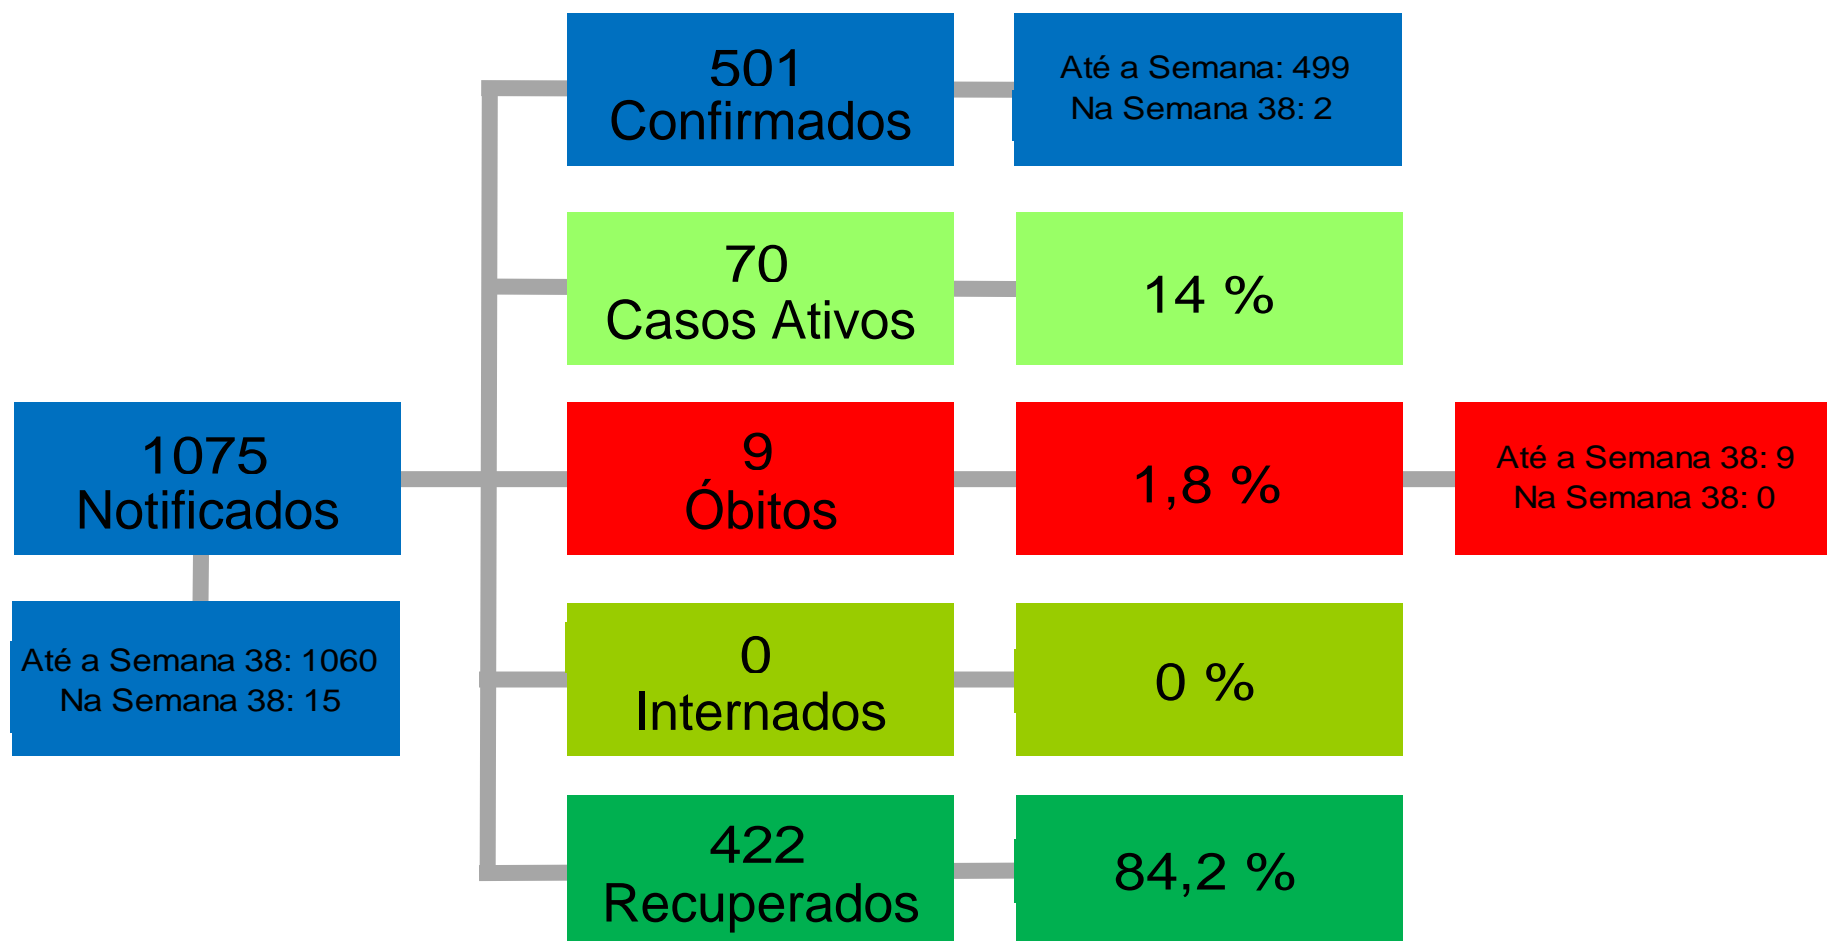 501
Confirmados
Até a Semana: 499
Na Semana 38: 2
70
Casos Ativos
14 %
1075
Notificados
9
Óbitos
1,8 %
Até a Semana 38: 9
Na Semana 38: 0
Até a Semana 38: 1060
Na Semana 38: 15
0
Internados
0 %
422
Recuperados
84,2 %